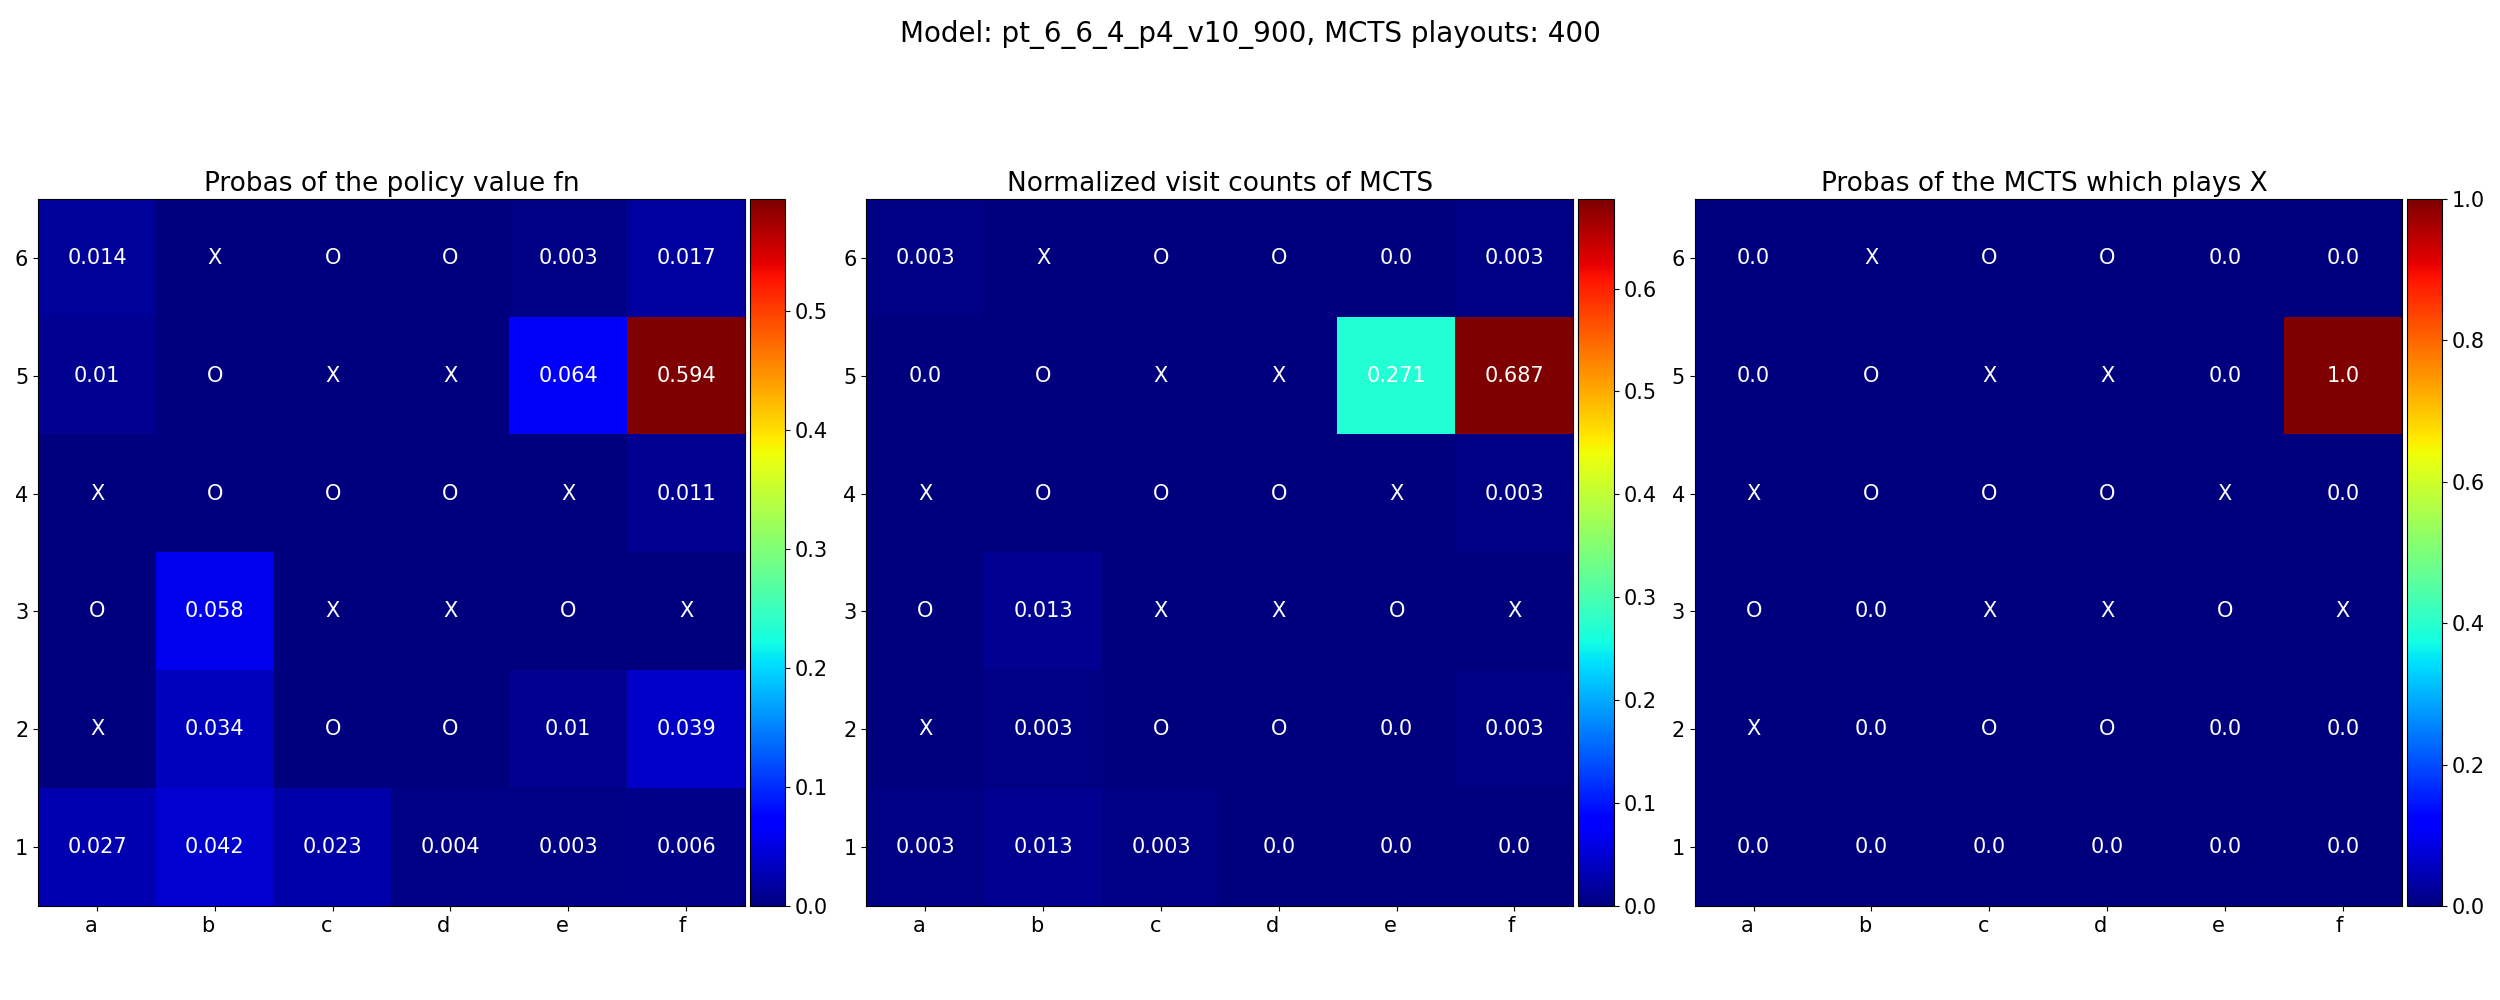 Model: pt_6_6_4_p4_v10_900, MCTS playouts: 400
Probas of the policy value fn
6 0.014 X O O 0.003 0.017
5 0.01 O X X 0.064 0.594
4 X O O O X 0.011
3 O 0.058 X X O X
2 X 0.034 O O 0.01 0.039
1 0.027 0.042 0.023 0.004 0.003 0.006
a b c d e f
0.5
0.4
0.3
0.2
0.1
0.0
Normalized visit counts of MCTS
6 0.003 X O O 0.0 0.003
5 0.0 O X X 0.271 0.687
4 X O O O X 0.003
3 O 0.013 X X O X
2 X 0.003 O O 0.0 0.003
1 0.003 0.013 0.003 0.0 0.0 0.0
a b c d e f
0.6
0.5
0.4
0.3
0.2
0.1
0.0
Probas of the MCTS which plays X
6 0.0 X O O 0.0 0.0
5 0.0 O X X 0.0 1.0
4 X O O O X 0.0
3 O 0.0 X X O X
2 X 0.0 O O 0.0 0.0
1 0.0 0.0 0.0 0.0 0.0 0.0
a b c d e f
1.0
0.8
0.6
0.4
0.2
0.0